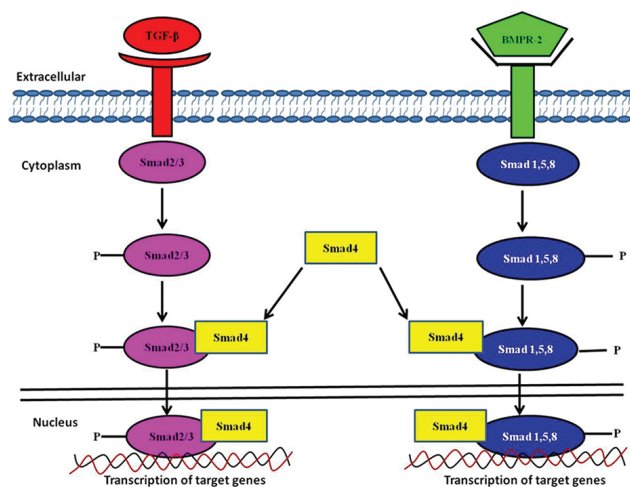 TGF-β
BMPR-2
Extracellular
Cytoplasm
Smad2/3
Smad 1,5,8
P
Smad2/3
Smad4
Smad 1,5,8
P
P
Smad2/3
Smad4
Smad4
Smad 1,5,8
P
Nucleus
P
Smad2/3
Smad4
Smad4
Smad 1,5,8
P
Transcription of target genes
Transcription of target genes